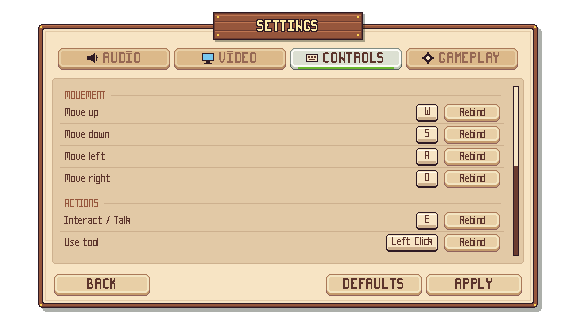 SETTINGS
AUDIO VIDEO CONTROLS GAMEPLAY
MOVEMENT
Move up W Rebind
Move down S Rebind
Move left A Rebind
Move right D Rebind
ACTIONS
Interact / Talk E Rebind
Use tool Left Click Rebind
BACK DEFAULTS APPLY